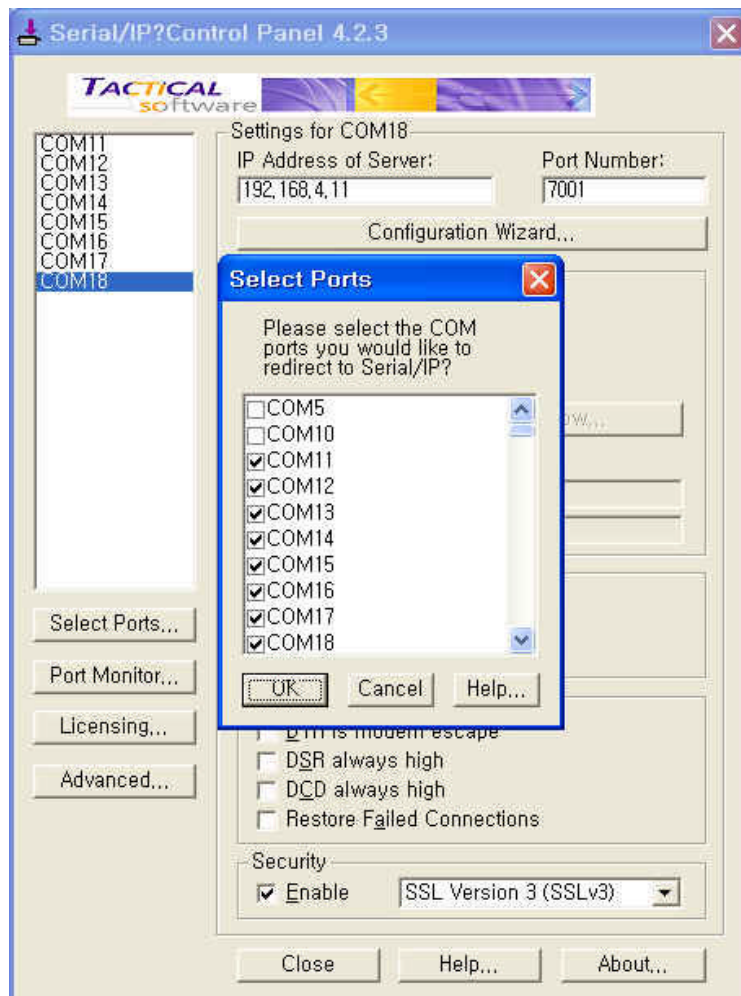 Serial/IP?Control Panel 4.2.3
TACTICAL
software
COM11
COM12
COM13
COM14
COM15
COM16
COM17
COM18
Select Ports...
Port Monitor...
Licensing...
Advanced...
Settings for COM18
IP Address of Server:
Port Number:
192.168.4.11
7001
Configuration Wizard...
Select Ports
Please select the COM
ports you would like to
redirect to Serial/IP?
COM5
COM10
COM11
COM12
COM13
COM14
COM15
COM16
COM17
COM18
OK
Cancel
Help...
DTR is modem escape
DSR always high
DCD always high
Restore Failed Connections
Security
Enable
SSL Version 3 (SSLv3)
Close
Help...
About...